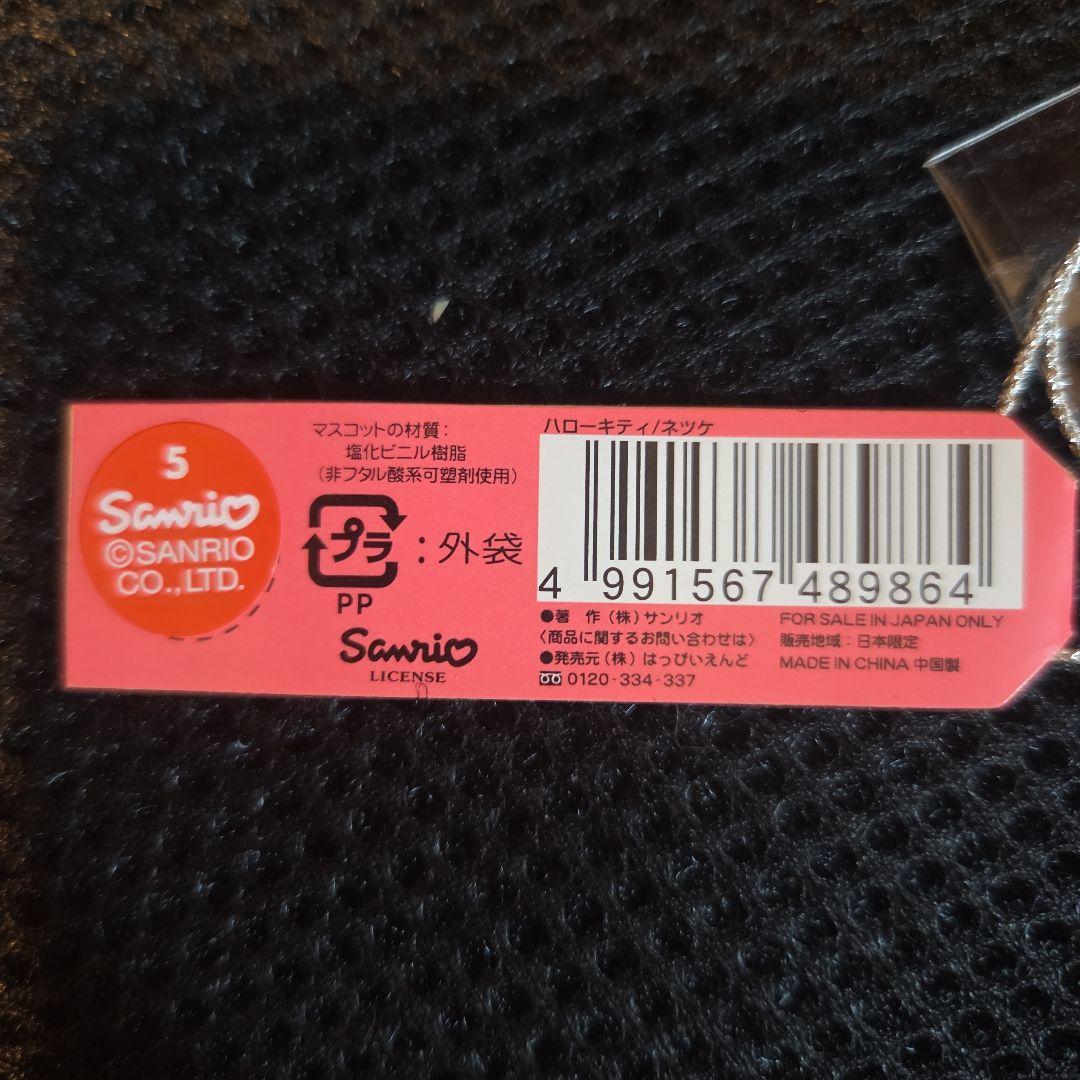 5
Sanrio
©SANRIO
CO.,LTD.
マスコットの材質:
塩化ビニル樹脂
(非フタル酸系可塑剤使用)
プラ
:外袋
PP
Sanrio
LICENSE
ハローキティ/ネツケ
4 991567 489864
●著 作(株)サンリオ
〈商品に関するお問い合わせは〉
●発売元(株)はっぴいえんど
0120-334-337
FOR SALE IN JAPAN ONLY
販売地域:日本限定
MADE IN CHINA 中国製